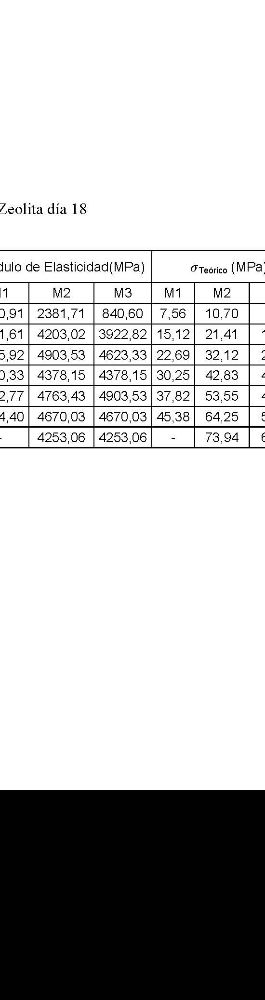 Zeolita día 18
dulo de Elasticidad(MPa) σTeórico (MPa)
M1 M2 M3 M1 M2
0,91 2381,71 840,60 7,56 10,70
1,61 4203,02 3922,82 15,12 21,41 1
5,92 4903,53 4623,33 22,69 32,12 2
0,33 4378,15 4378,15 30,25 42,83 4
2,77 4763,43 4903,53 37,82 53,55 4
4,40 4670,03 4670,03 45,38 64,25 5
- 4253,06 4253,06 - 73,94 6